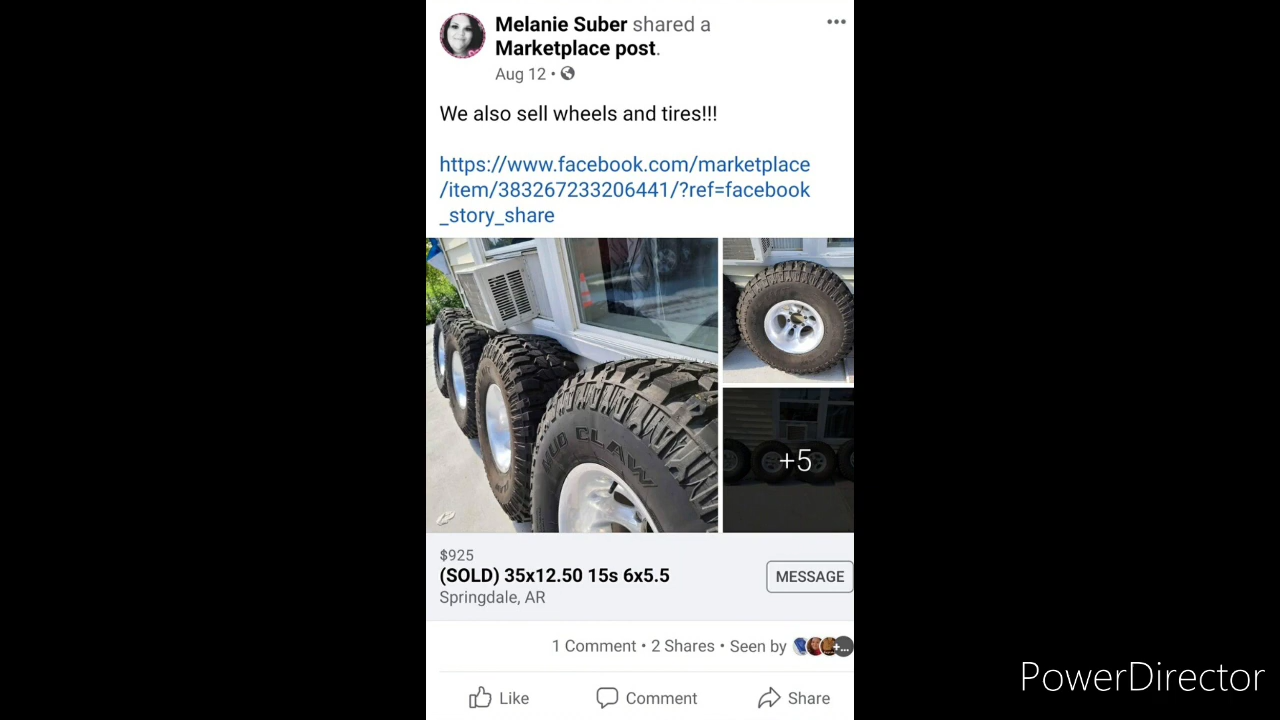 Melanie Suber shared a
Marketplace post.
Aug 12 •
We also sell wheels and tires!!!
https://www.facebook.com/marketplace
/item/383267233206441/?ref=facebook
_story_share
MUD CLAW
+5
$925
(SOLD) 35x12.50 15s 6x5.5
Springdale, AR
MESSAGE
1 Comment • 2 Shares • Seen by
+...
Like
Comment
Share
PowerDirector